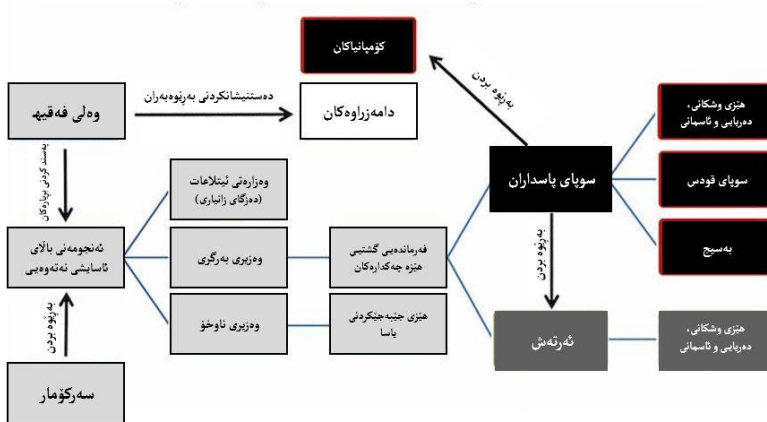 کۆمپانیاکان
بەڕێوە بردن
وەلی فەقیهـ
دەستنیشانکردنی بەڕێوەبەران
دامەزراوەکان
هێزی وشکانی،
دەریایی و ئاسمانی
پەسند کردنی بڕیارەکان
وەزارەتی ئیتلاعات
(دەزگای زانیاری)
سوپای پاسداران
سوپای قودس
ئەنجومەنی باڵای
ئاسایشی نەتەوەیی
وەزیری بەرگری
فەرماندەیی گشتیی
هێزە چەکدارەکان
بەڕێوە بردن
بەسیج
بەڕێوە بردن
وەزیری ناوخۆ
هێزی جێبەجێکردنی
یاسا
ئەرتەش
هێزی وشکانی،
دەریایی و ئاسمانی
سەرکۆمار